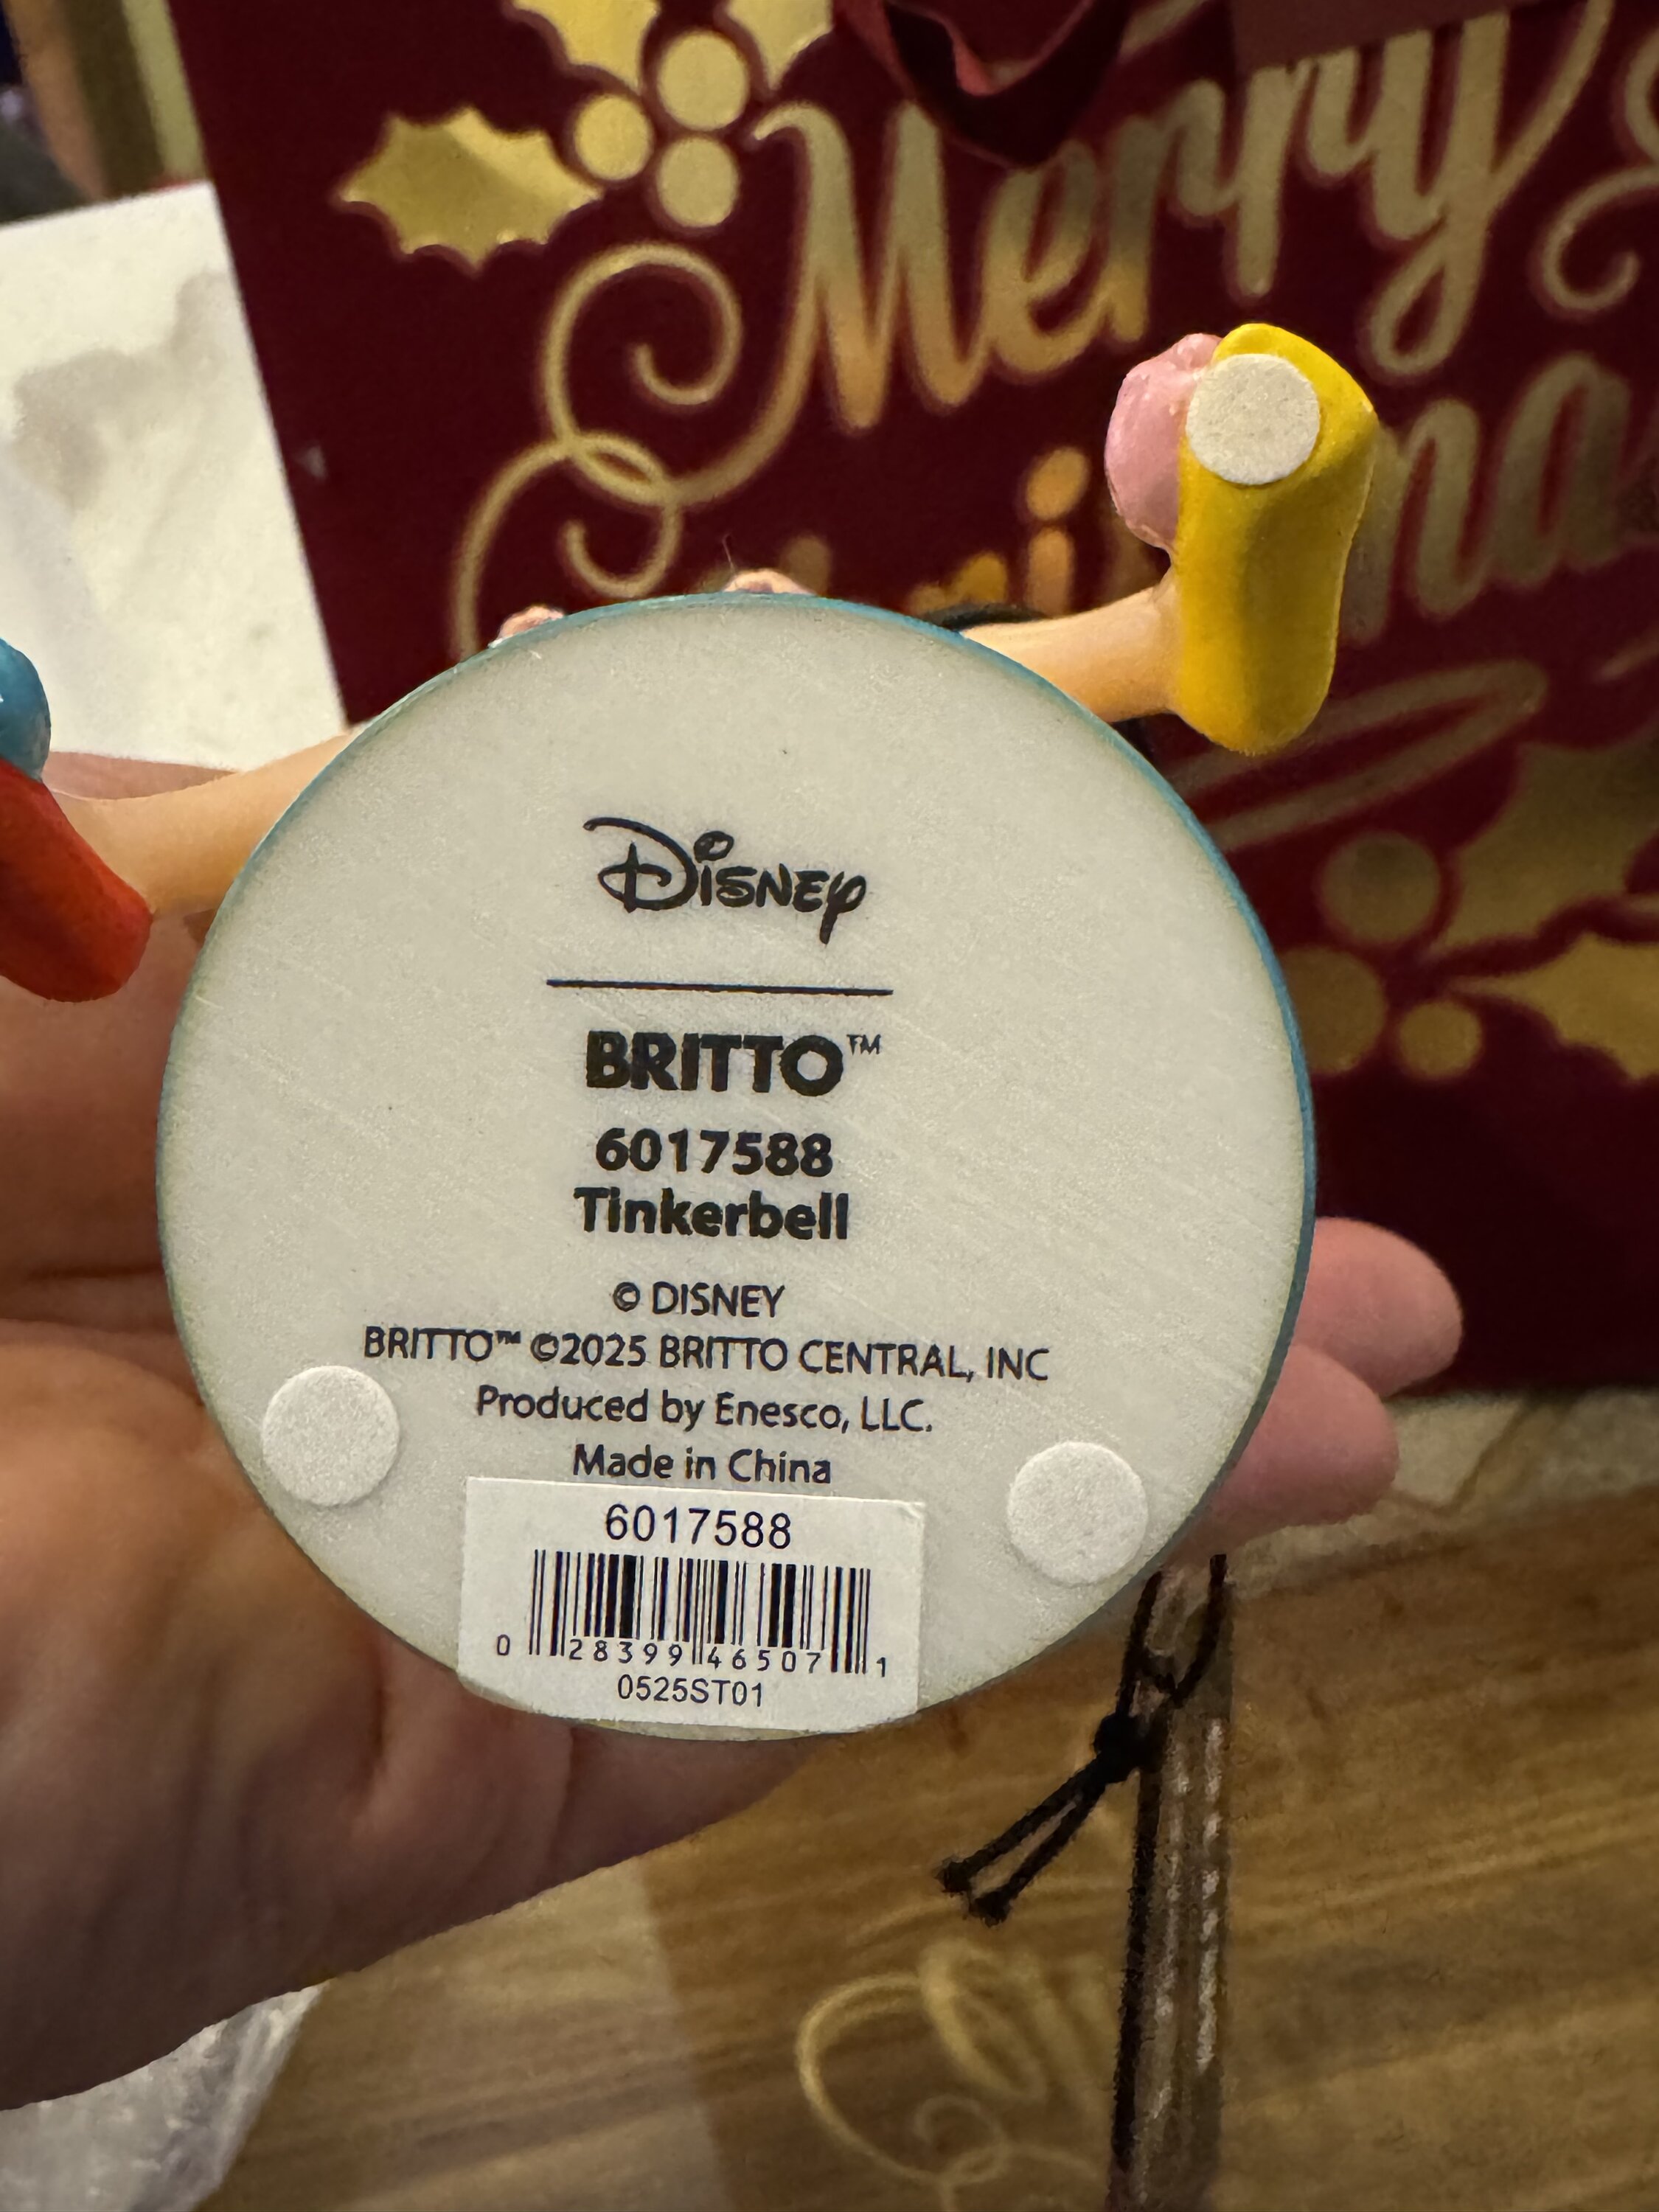 Merry
Disney
BRITTO™
6017588
Tinkerbell
© DISNEY
BRITTO™ ©2025 BRITTO CENTRAL, INC
Produced by Enesco, LLC.
Made in China
6017588
0 28399 46507 1
0525ST01